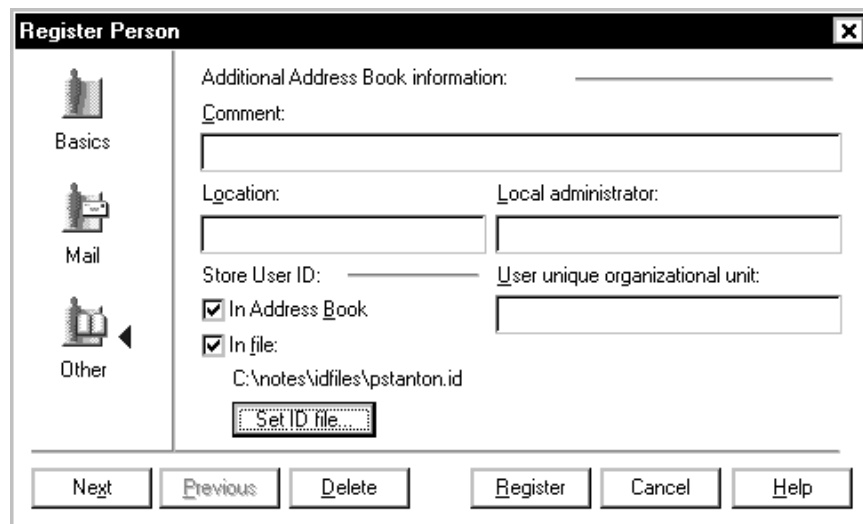 Register Person
Basics
Mail
Other
Additional Address Book information:
Comment:
Location:
Local administrator:
Store User ID:
User unique organizational unit:
In Address Book
In file:
C:\notes\idfiles\pstanton.id
Set ID file...
Next
Previous
Delete
Register
Cancel
Help